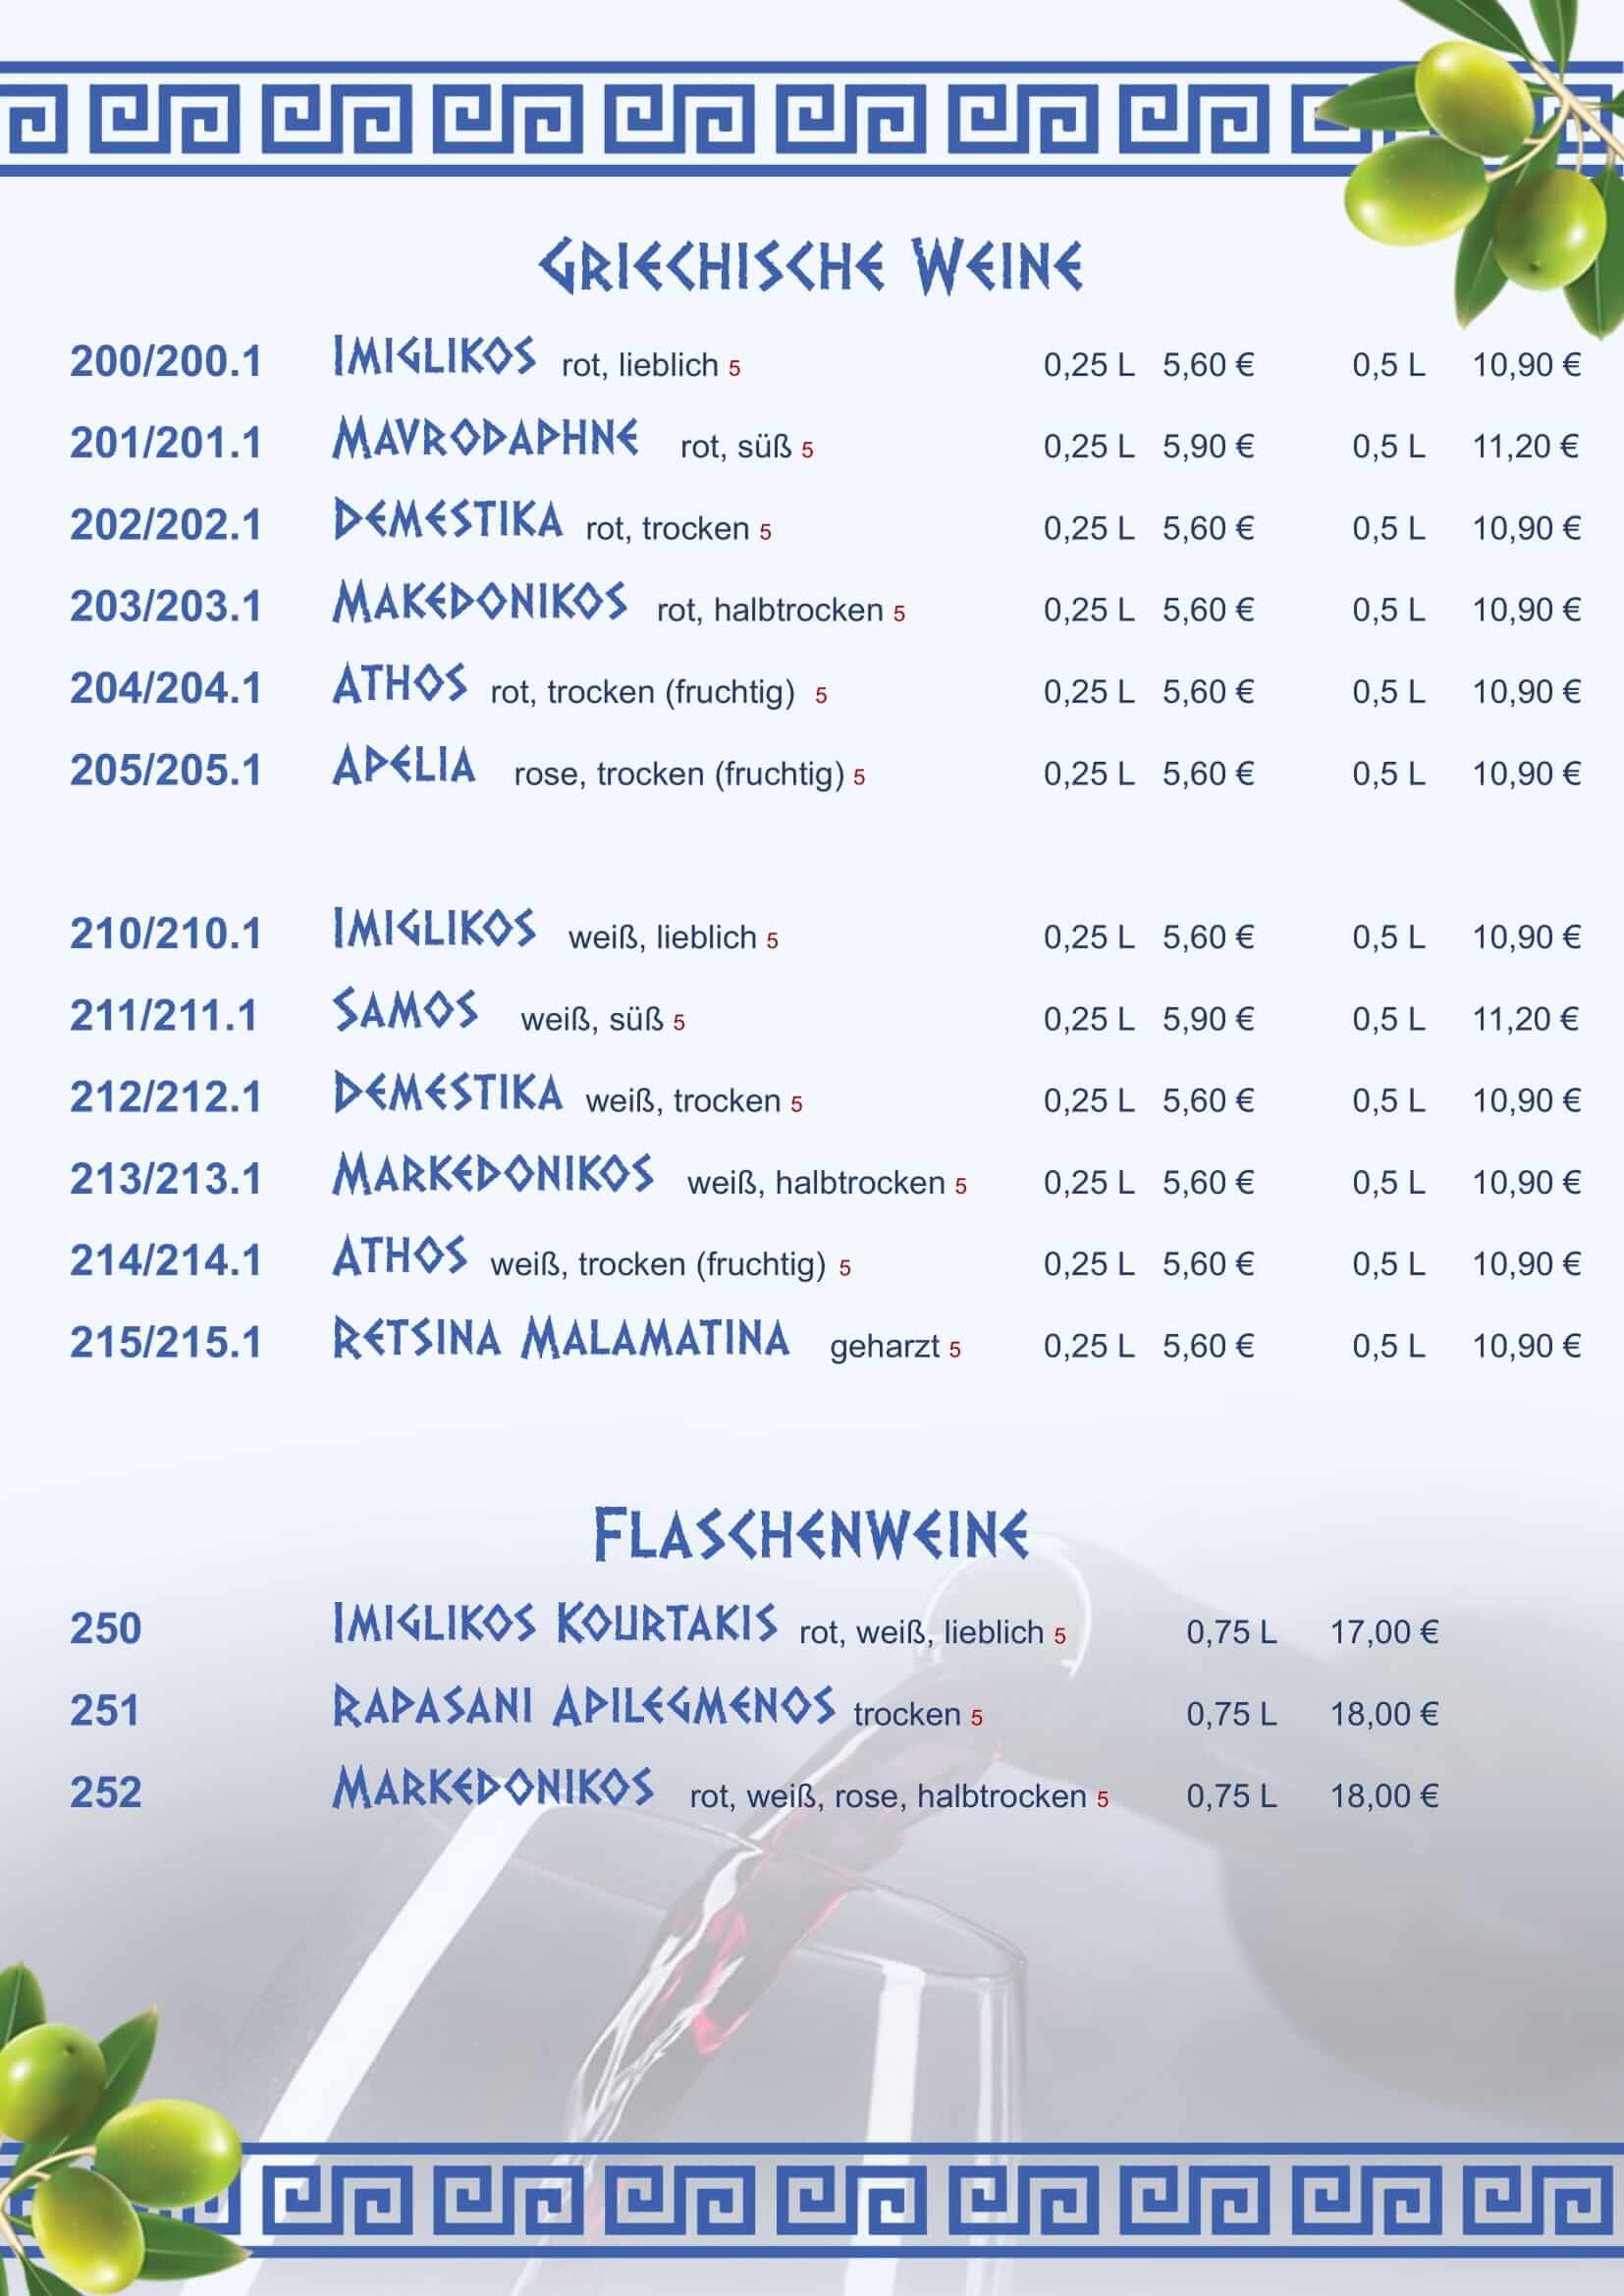 Griechische Weine
200/200.1 Imiglikos rot, lieblich 5 0,25 L 5,60 € 0,5 L 10,90 €
201/201.1 Mavrodaphne rot, süß 5 0,25 L 5,90 € 0,5 L 11,20 €
202/202.1 Demestika rot, trocken 5 0,25 L 5,60 € 0,5 L 10,90 €
203/203.1 Makedonikos rot, halbtrocken 5 0,25 L 5,60 € 0,5 L 10,90 €
204/204.1 Athos rot, trocken (fruchtig) 5 0,25 L 5,60 € 0,5 L 10,90 €
205/205.1 Apelia rose, trocken (fruchtig) 5 0,25 L 5,60 € 0,5 L 10,90 €
210/210.1 Imiglikos weiß, lieblich 5 0,25 L 5,60 € 0,5 L 10,90 €
211/211.1 Samos weiß, süß 5 0,25 L 5,90 € 0,5 L 11,20 €
212/212.1 Demestika weiß, trocken 5 0,25 L 5,60 € 0,5 L 10,90 €
213/213.1 Markedonikos weiß, halbtrocken 5 0,25 L 5,60 € 0,5 L 10,90 €
214/214.1 Athos weiß, trocken (fruchtig) 5 0,25 L 5,60 € 0,5 L 10,90 €
215/215.1 Retsina Malamatina geharzt 5 0,25 L 5,60 € 0,5 L 10,90 €
Flaschenweine
250 Imiglikos Kourtakis rot, weiß, lieblich 5 0,75 L 17,00 €
251 Rapasani Apilegmenos trocken 5 0,75 L 18,00 €
252 Markedonikos rot, weiß, rose, halbtrocken 5 0,75 L 18,00 €